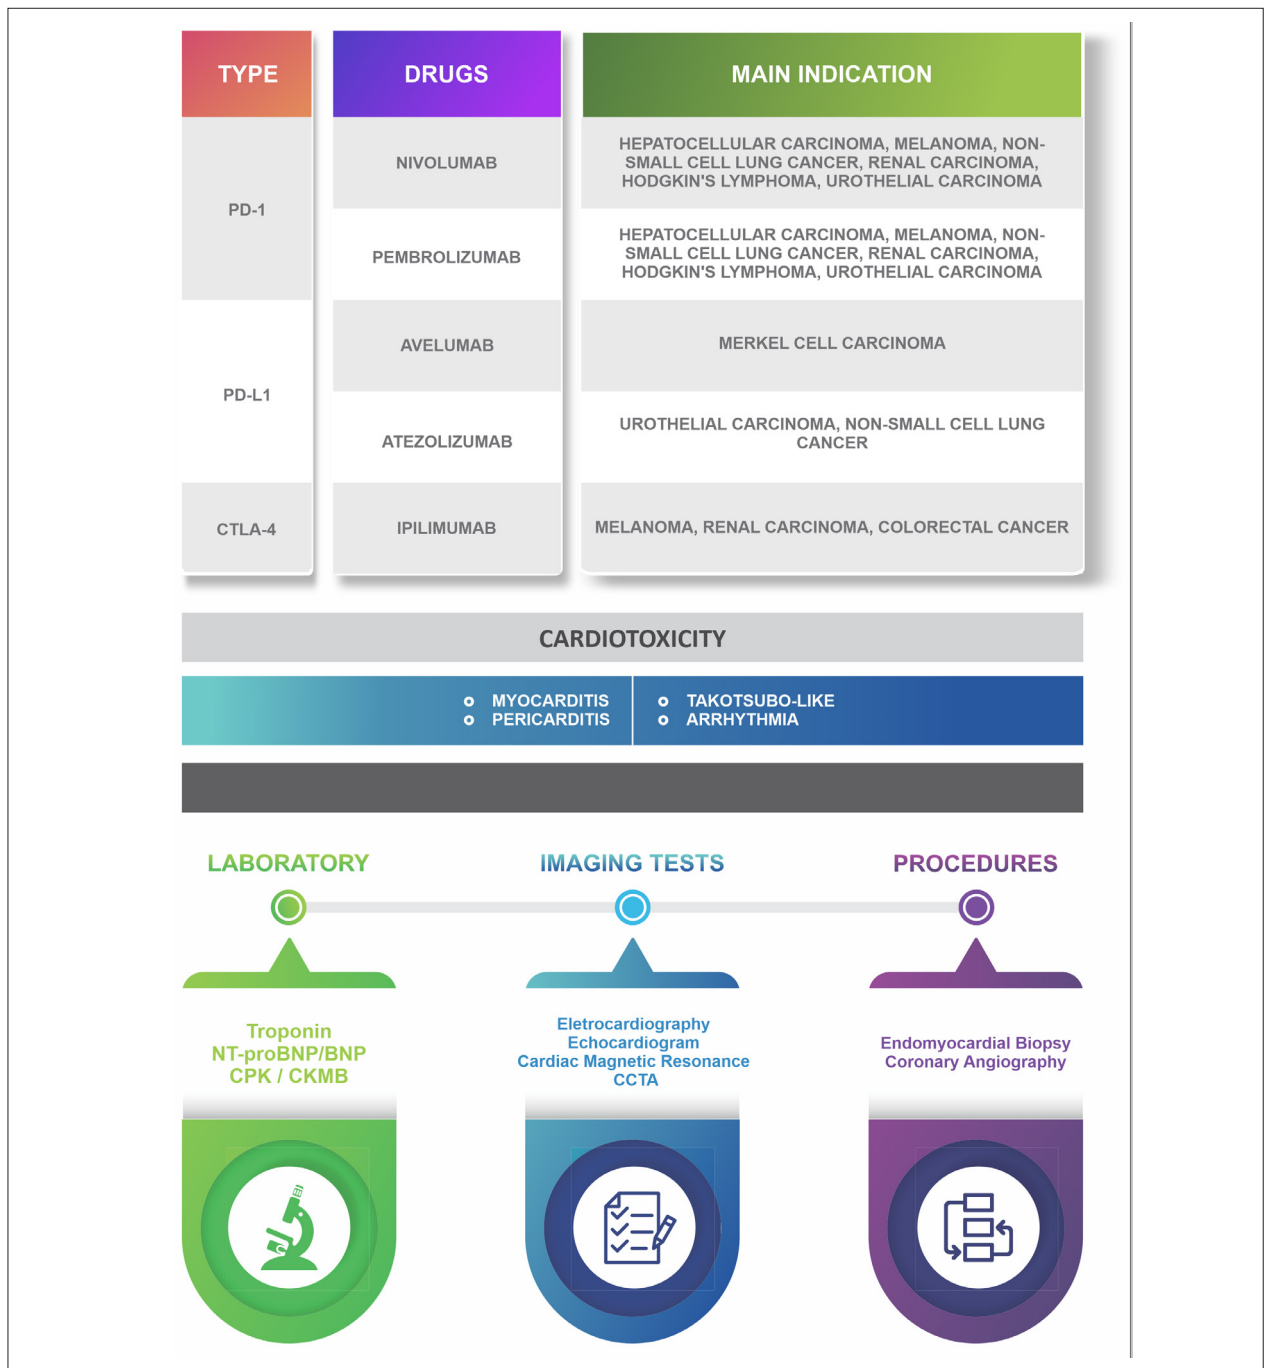 TYPE
DRUGS
MAIN INDICATION
PD-1
NIVOLUMAB
HEPATOCELLULAR CARCINOMA, MELANOMA, NON-
SMALL CELL LUNG CANCER, RENAL CARCINOMA,
HODGKIN'S LYMPHOMA, UROTHELIAL CARCINOMA
PEMBROLIZUMAB
HEPATOCELLULAR CARCINOMA, MELANOMA, NON-
SMALL CELL LUNG CANCER, RENAL CARCINOMA,
HODGKIN'S LYMPHOMA, UROTHELIAL CARCINOMA
PD-L1
AVELUMAB
MERKEL CELL CARCINOMA
ATEZOLIZUMAB
UROTHELIAL CARCINOMA, NON-SMALL CELL LUNG
CANCER
CTLA-4
IPILIMUMAB
MELANOMA, RENAL CARCINOMA, COLORECTAL CANCER
CARDIOTOXICITY
MYOCARDITIS
PERICARDITIS
TAKOTSUBO-LIKE
ARRHYTHMIA
LABORATORY
IMAGING TESTS
PROCEDURES
Troponin
NT-proBNP/BNP
CPK / CKMB
Eletrocardiography
Echocardiogram
Cardiac Magnetic Resonance
CCTA
Endomyocardial Biopsy
Coronary Angiography